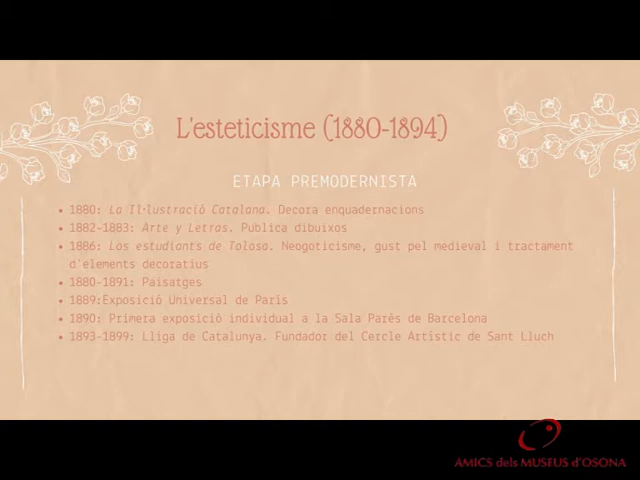 L'esteticisme (1880-1894)
ETAPA PREMODERNISTA
• 1880: La Il·lustració Catalana. Decora enquadernacions
• 1882-1883: Arte y Letras. Publica dibuixos
• 1886: Los estudiants de Tolosa. Neogoticisme, gust pel medieval i tractament
d'elements decoratius
• 1880-1891: Paisatges
• 1889:Exposició Universal de París
• 1890: Primera exposició individual a la Sala Parés de Barcelona
• 1893-1899: Lliga de Catalunya. Fundador del Cercle Artístic de Sant Lluch
AMICS dels MUSEUS d'OSONA